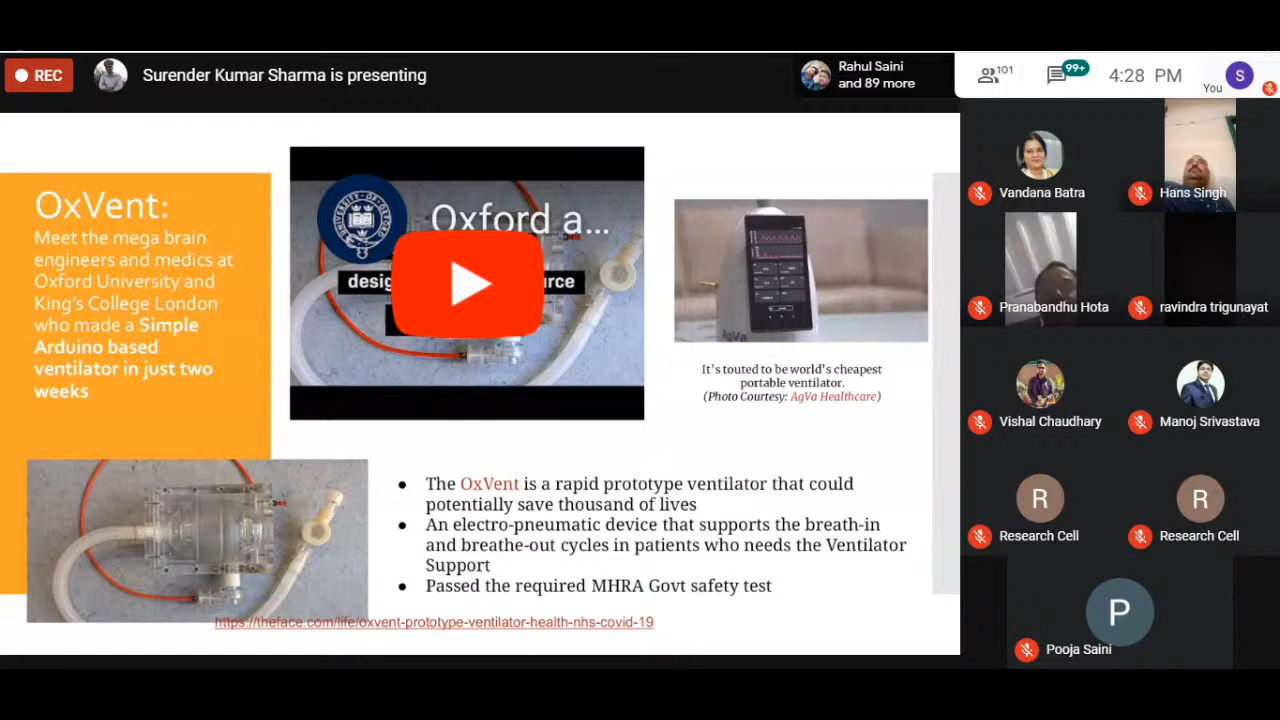 REC
Surender Kumar Sharma is presenting
Rahul Saini
and 89 more
101
99+
4:28 PM
You
S
OxVent:
Meet the mega brain
engineers and medics at
Oxford University and
King's College London
who made a Simple
Arduino based
ventilator in just two
weeks
UNIVERSITY OF OXFORD
Oxford a...
AgVa
It's touted to be world's cheapest
portable ventilator.
(Photo Courtesy: AgVa Healthcare)
● The OxVent is a rapid prototype ventilator that could
potentially save thousand of lives
● An electro-pneumatic device that supports the breath-in
and breathe-out cycles in patients who needs the Ventilator
Support
● Passed the required MHRA Govt safety test
https://theface.com/life/oxvent-prototype-ventilator-health-nhs-covid-19
Vandana Batra
Hans Singh
Pranabandhu Hota
ravindra trigunayat
Vishal Chaudhary
Manoj Srivastava
R
R
Research Cell
Research Cell
P
Pooja Saini